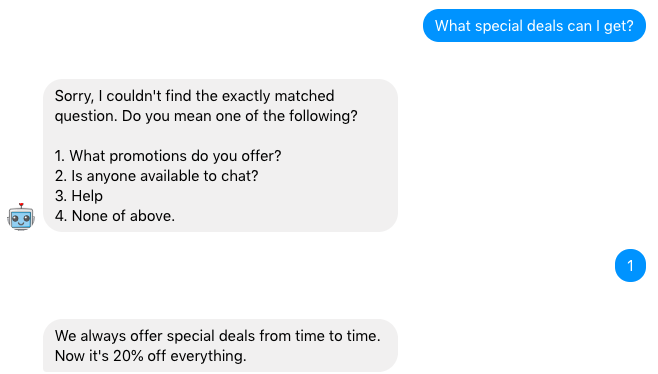 What special deals can I get?
Sorry, I couldn't find the exactly matched
question. Do you mean one of the following?
1. What promotions do you offer?
2. Is anyone available to chat?
3. Help
4. None of above.
1
We always offer special deals from time to time.
Now it's 20% off everything.